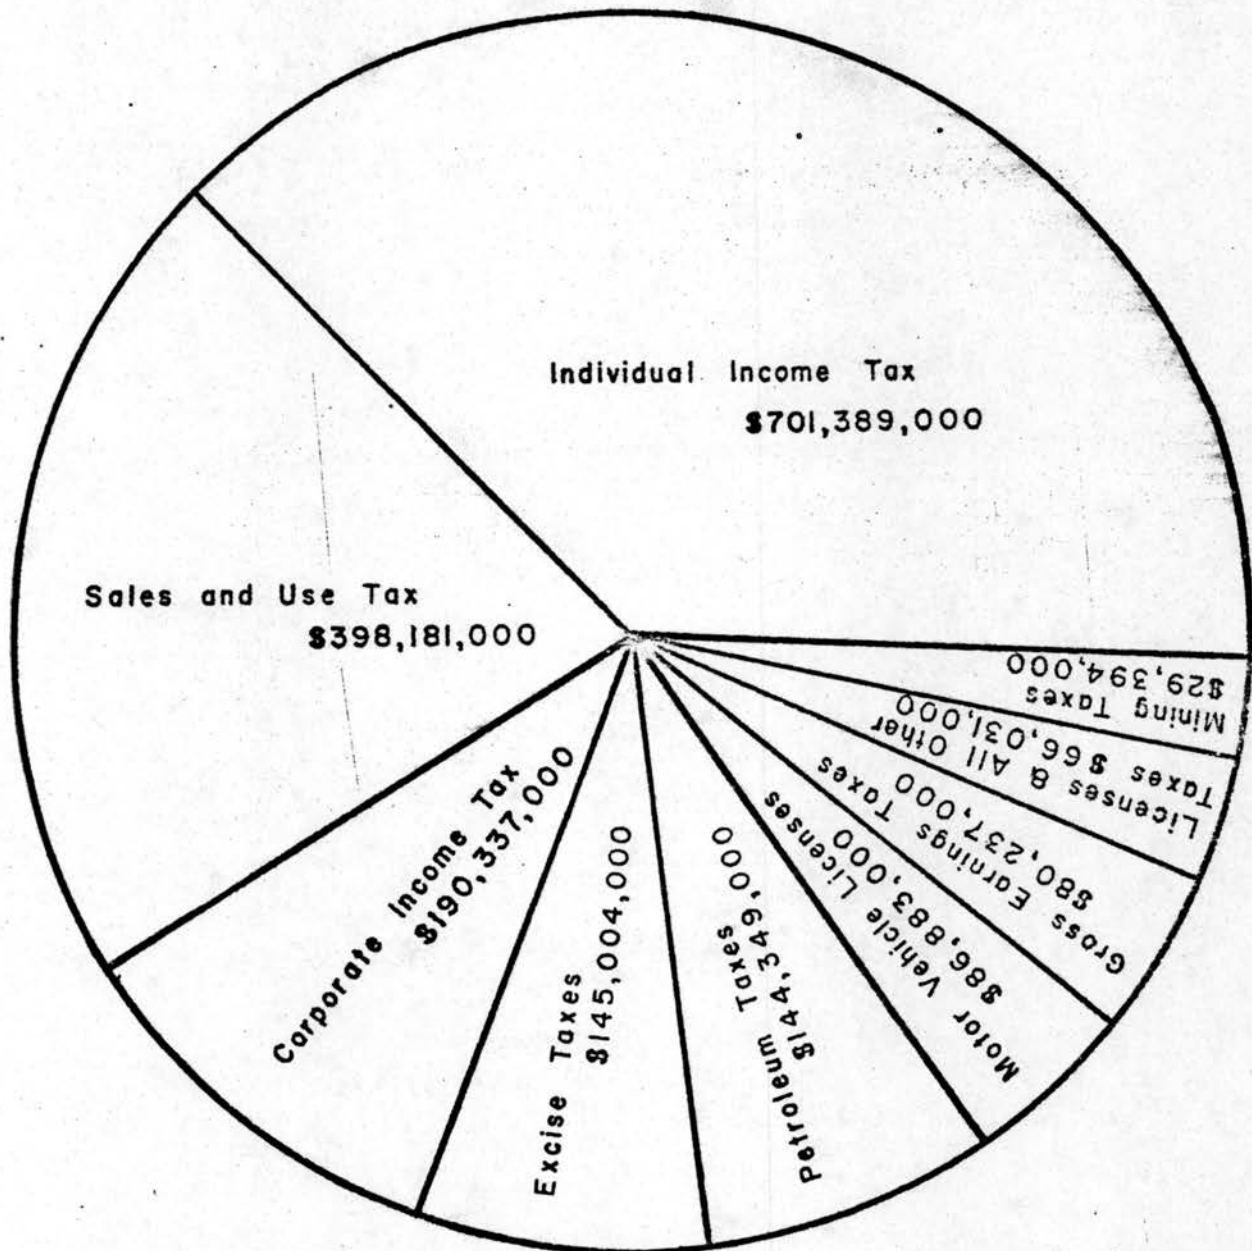 Individual Income Tax
$701,389,000
Sales and Use Tax
$398,181,000
Corporate Income Tax
$190,337,000
Excise Taxes
$145,004,000
Petroleum Taxes
$144,349,000
Motor Vehicle Licenses
$86,883,000
Gross Earnings Taxes
$80,237,000
Licenses & All Other
Taxes $66,031,000
Mining Taxes
$29,394,000